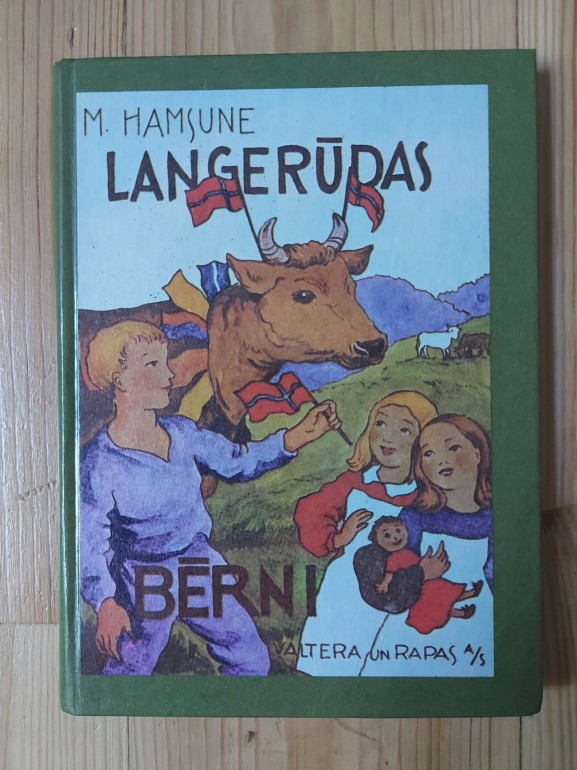 M. HAMSUNE
LANGERŪDAS
BĒRNI
VALTERA UN RAPAS A/S